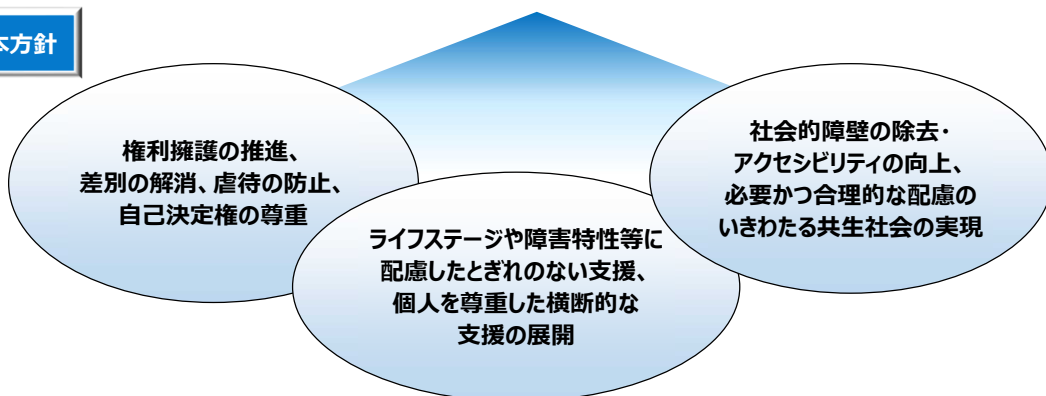 本方針
権利擁護の推進、
差別の解消、虐待の防止、
自己決定権の尊重
ライフステージや障害特性等に
配慮したとぎれのない支援、
個人を尊重した横断的な
支援の展開
社会的障壁の除去・
アクセシビリティの向上、
必要かつ合理的な配慮の
いきわたる共生社会の実現